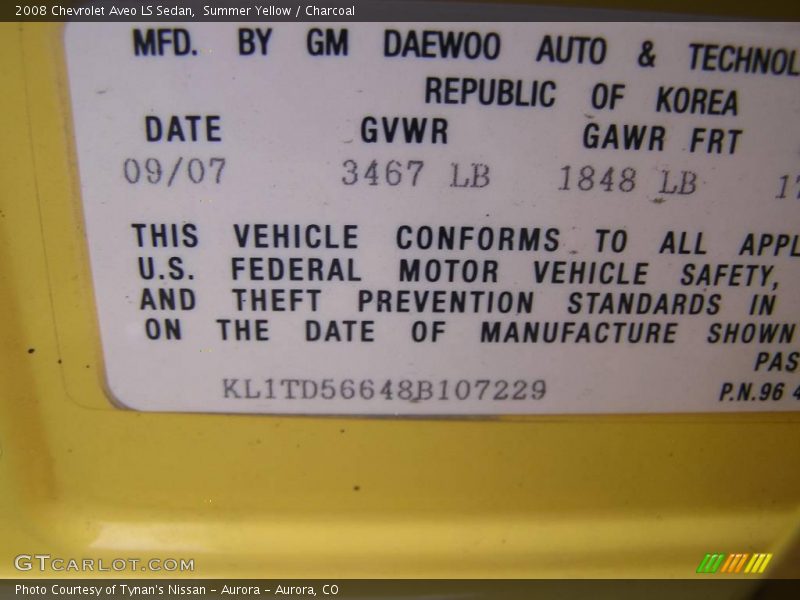 2008 Chevrolet Aveo LS Sedan, Summer Yellow / Charcoal
MFD. BY GM DAEWOO AUTO & TECHNOL
REPUBLIC OF KOREA
DATE GVWR GAWR FRT
09/07 3467 LB 1848 LB 17
THIS VEHICLE CONFORMS TO ALL APPL
U.S. FEDERAL MOTOR VEHICLE SAFETY,
AND THEFT PREVENTION STANDARDS IN
ON THE DATE OF MANUFACTURE SHOWN
PAS
KL1TD56648B107229 P.N.96 4
GTCARLOT.COM
Photo Courtesy of Tynan's Nissan - Aurora - Aurora, CO